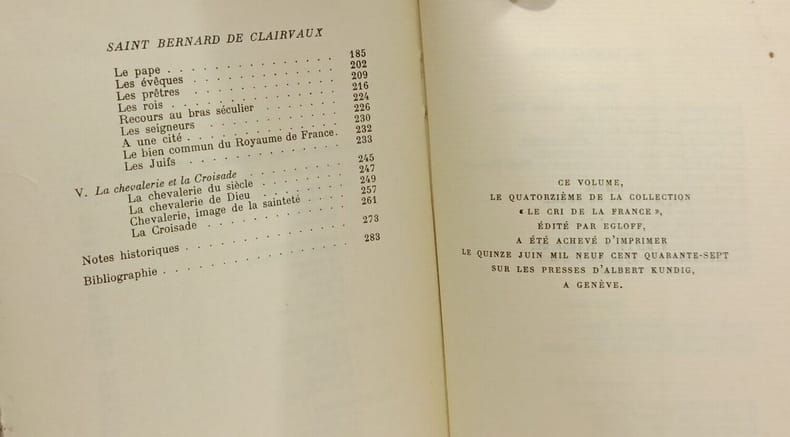 SAINT BERNARD DE CLAIRVAUX
Le pape . . . . . . . . . . . . . . 185
Les évêques . . . . . . . . . . . . 202
Les prêtres . . . . . . . . . . . . 209
Les rois . . . . . . . . . . . . . 216
Recours au bras séculier . . . . . . . 224
Les seigneurs . . . . . . . . . . . 226
A une cité . . . . . . . . . . . . 230
Le bien commun du Royaume de France. 232
Les Juifs . . . . . . . . . . . . . 233
V. La chevalerie et la Croisade . . . . . . . 245
La chevalerie du siècle . . . . . . . 247
La chevalerie de Dieu . . . . . . . 249
Chevalerie, image de la sainteté . . . . 257
La Croisade . . . . . . . . . . . . 261
Notes historiques . . . . . . . . . . . . 273
Bibliographie . . . . . . . . . . . . . . 283
CE VOLUME,
LE QUATORZIÈME DE LA COLLECTION
« LE CRI DE LA FRANCE »,
ÉDITÉ PAR EGLOFF,
A ÉTÉ ACHEVÉ D'IMPRIMER
LE QUINZE JUIN MIL NEUF CENT QUARANTE-SEPT
SUR LES PRESSES D'ALBERT KUNDIG,
A GENÈVE.